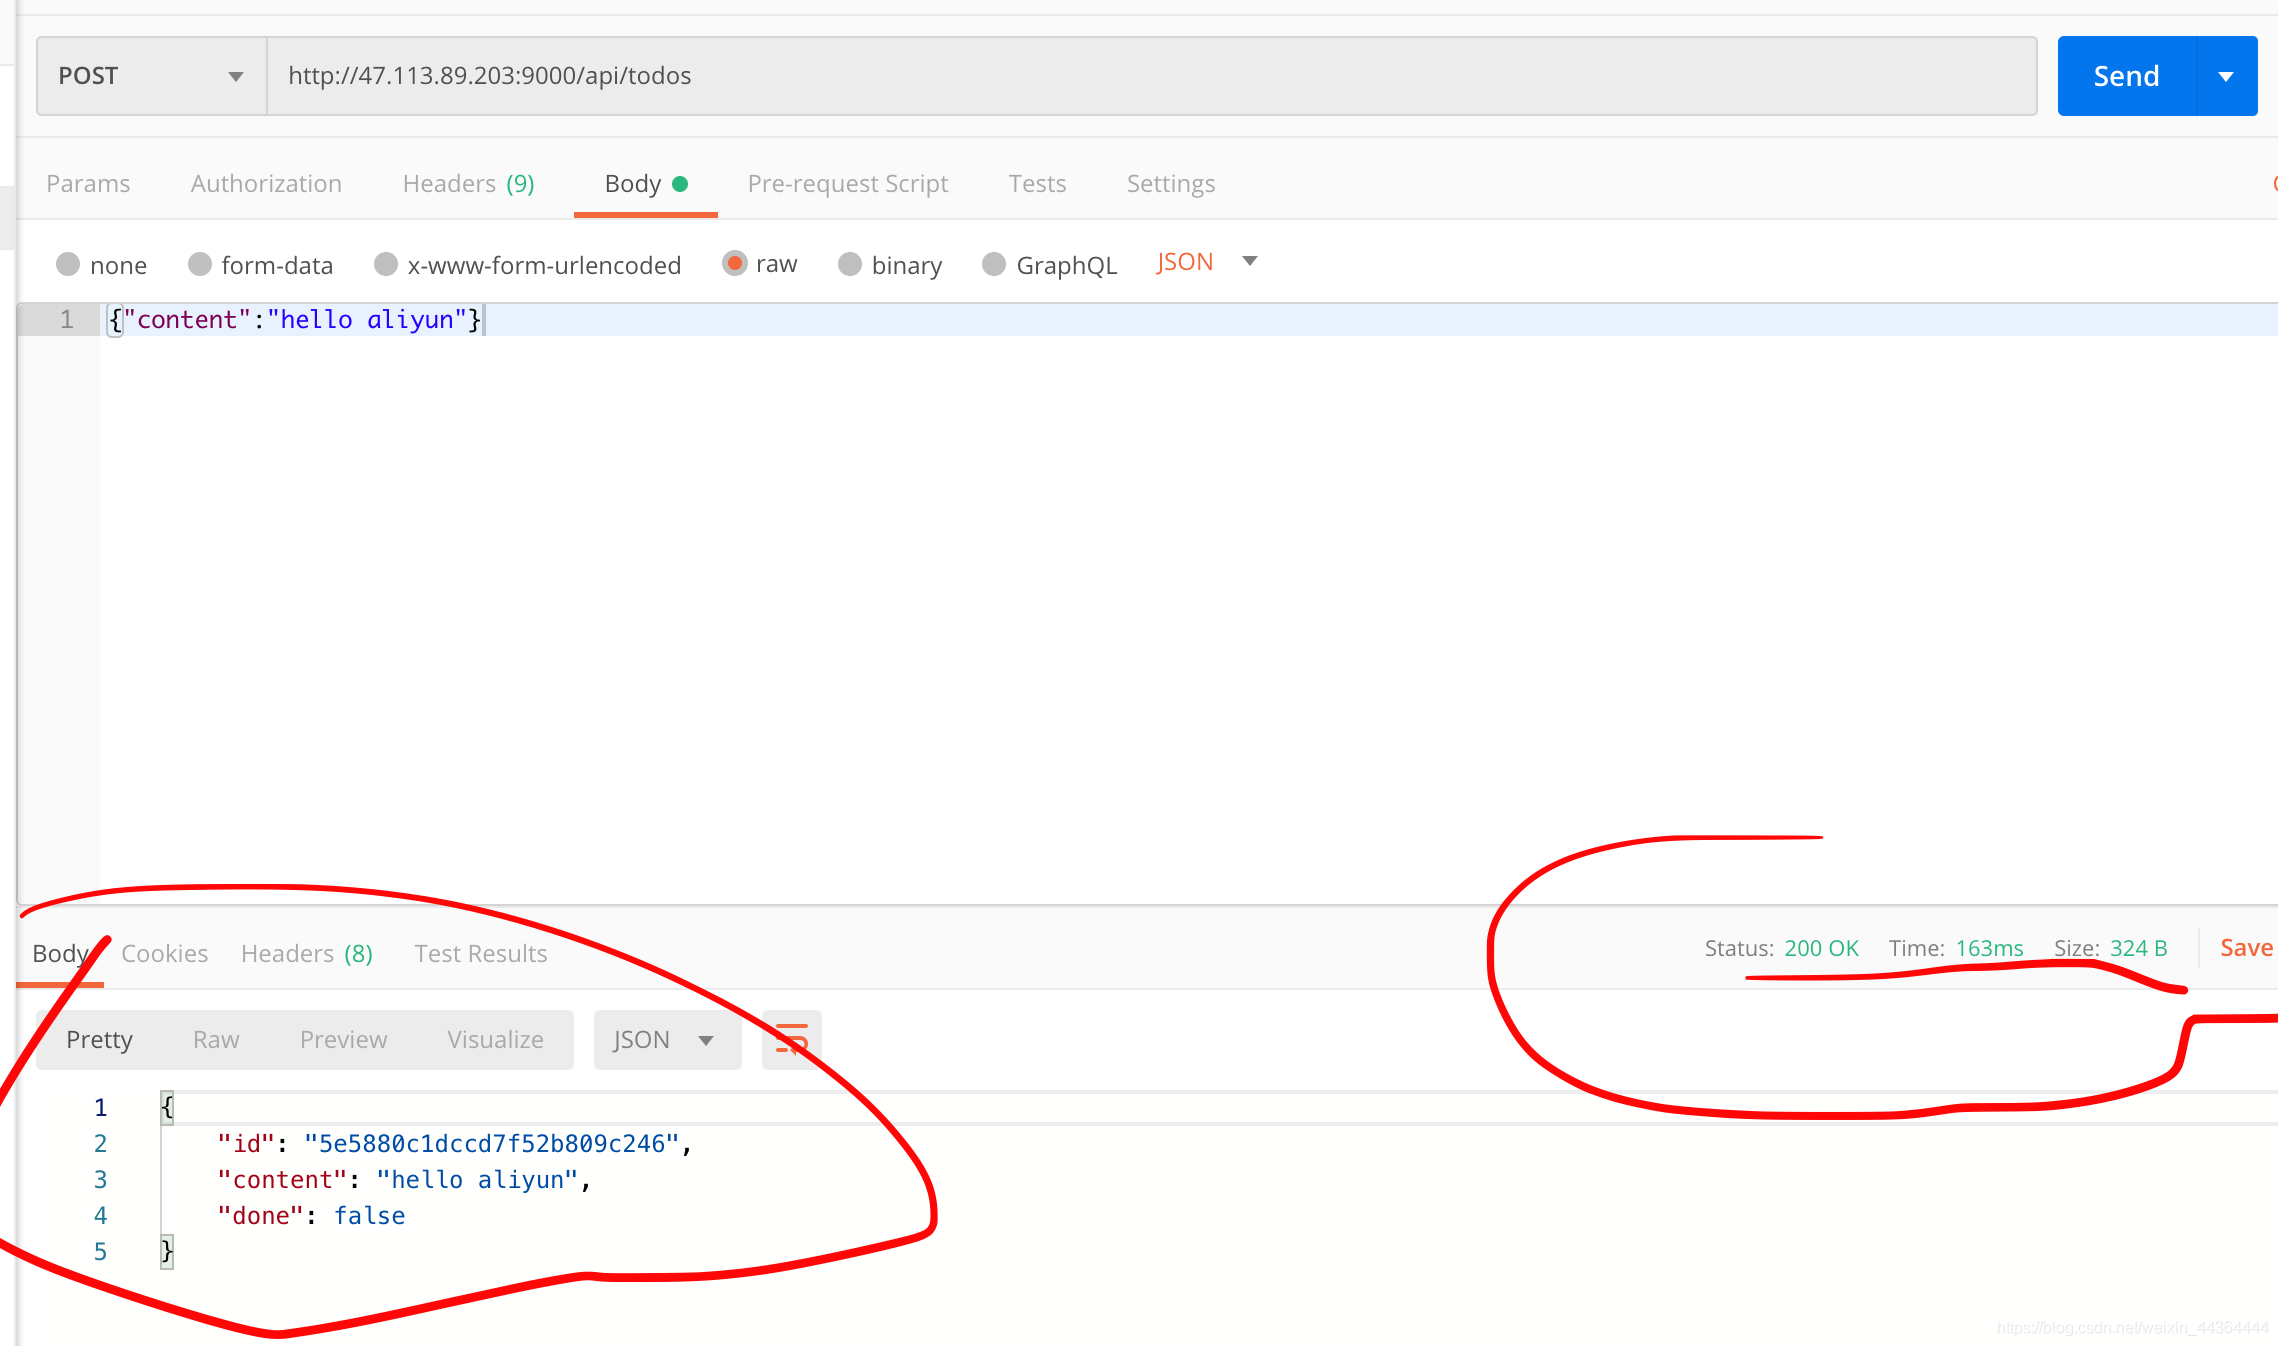 POST http://47.113.89.203:9000/api/todos Send
Params Authorization Headers (9) Body Pre-request Script Tests Settings
none form-data x-www-form-urlencoded raw binary GraphQL JSON
1 {"content":"hello aliyun"}
Body Cookies Headers (8) Test Results Status: 200 OK Time: 163ms Size: 324 B Save
Pretty Raw Preview Visualize JSON
1 {
2 "id": "5e5880c1dccd7f52b809c246",
3 "content": "hello aliyun",
4 "done": false
5 }
https://blog.csdn.net/weixin_44364444